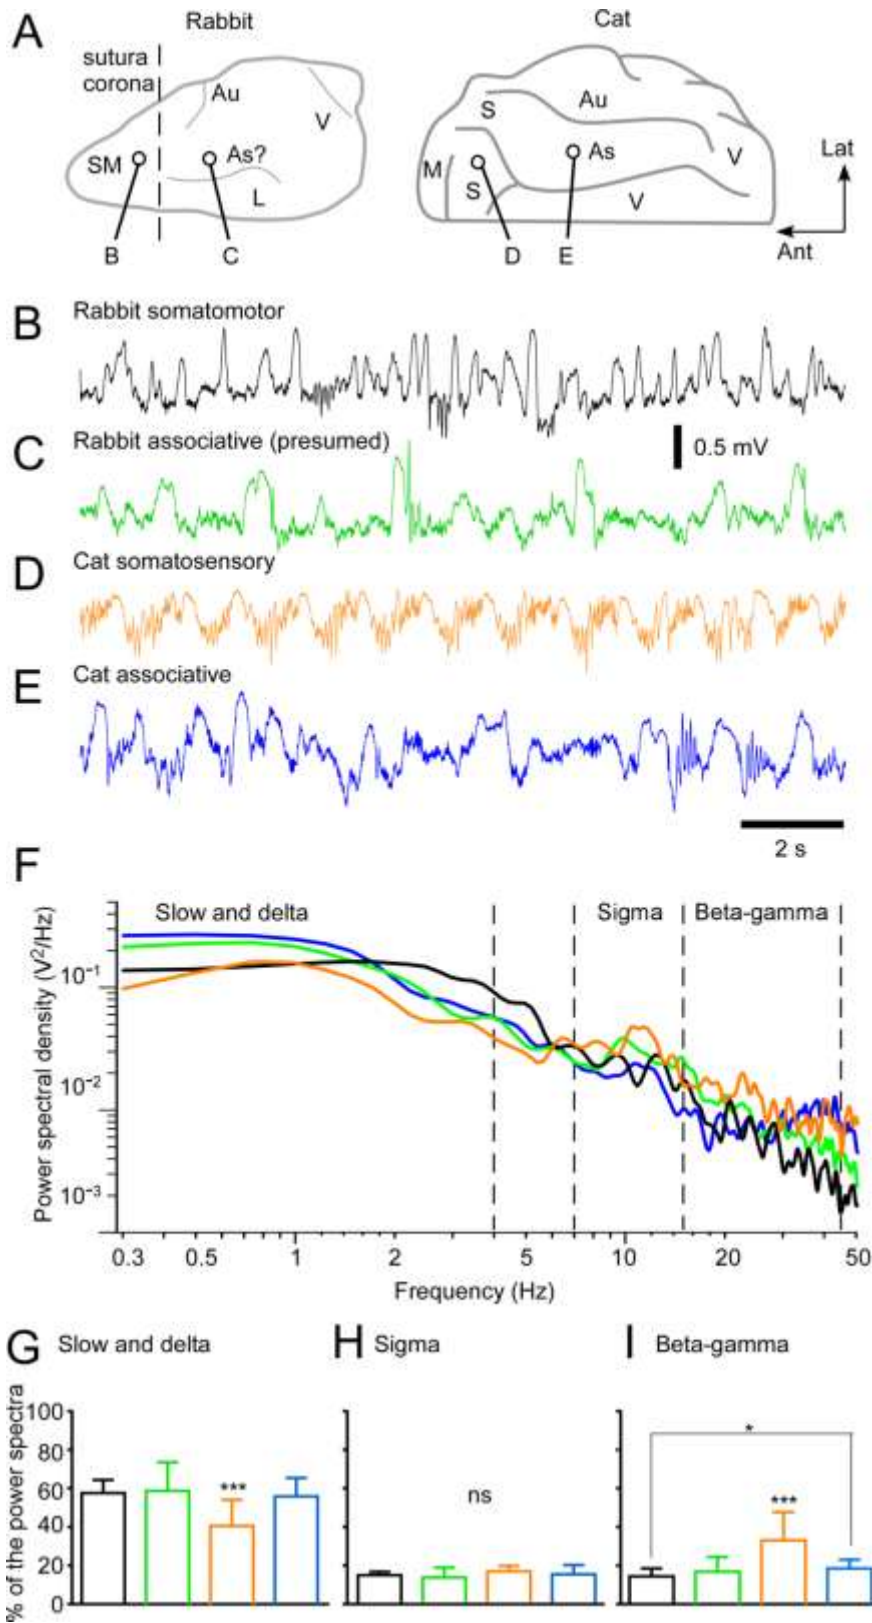 A
Rabbit
Cat
sutura
corona
Au
V
SM
As?
L
B
C
S
Au
M
S
As
V
V
D
E
Lat
Ant
B
Rabbit somatomotor
C
Rabbit associative (presumed)
0.5 mV
D
Cat somatosensory
E
Cat associative
2 s
F
Slow and delta
Sigma
Beta-gamma
Power spectral density (V²/Hz)
10⁻¹
10⁻²
10⁻³
0.3 0.5 1 2 5 10 20 50
Frequency (Hz)
G Slow and delta
H Sigma
I Beta-gamma
% of the power spectra
100
80
60
40
20
0
***
ns
*
***